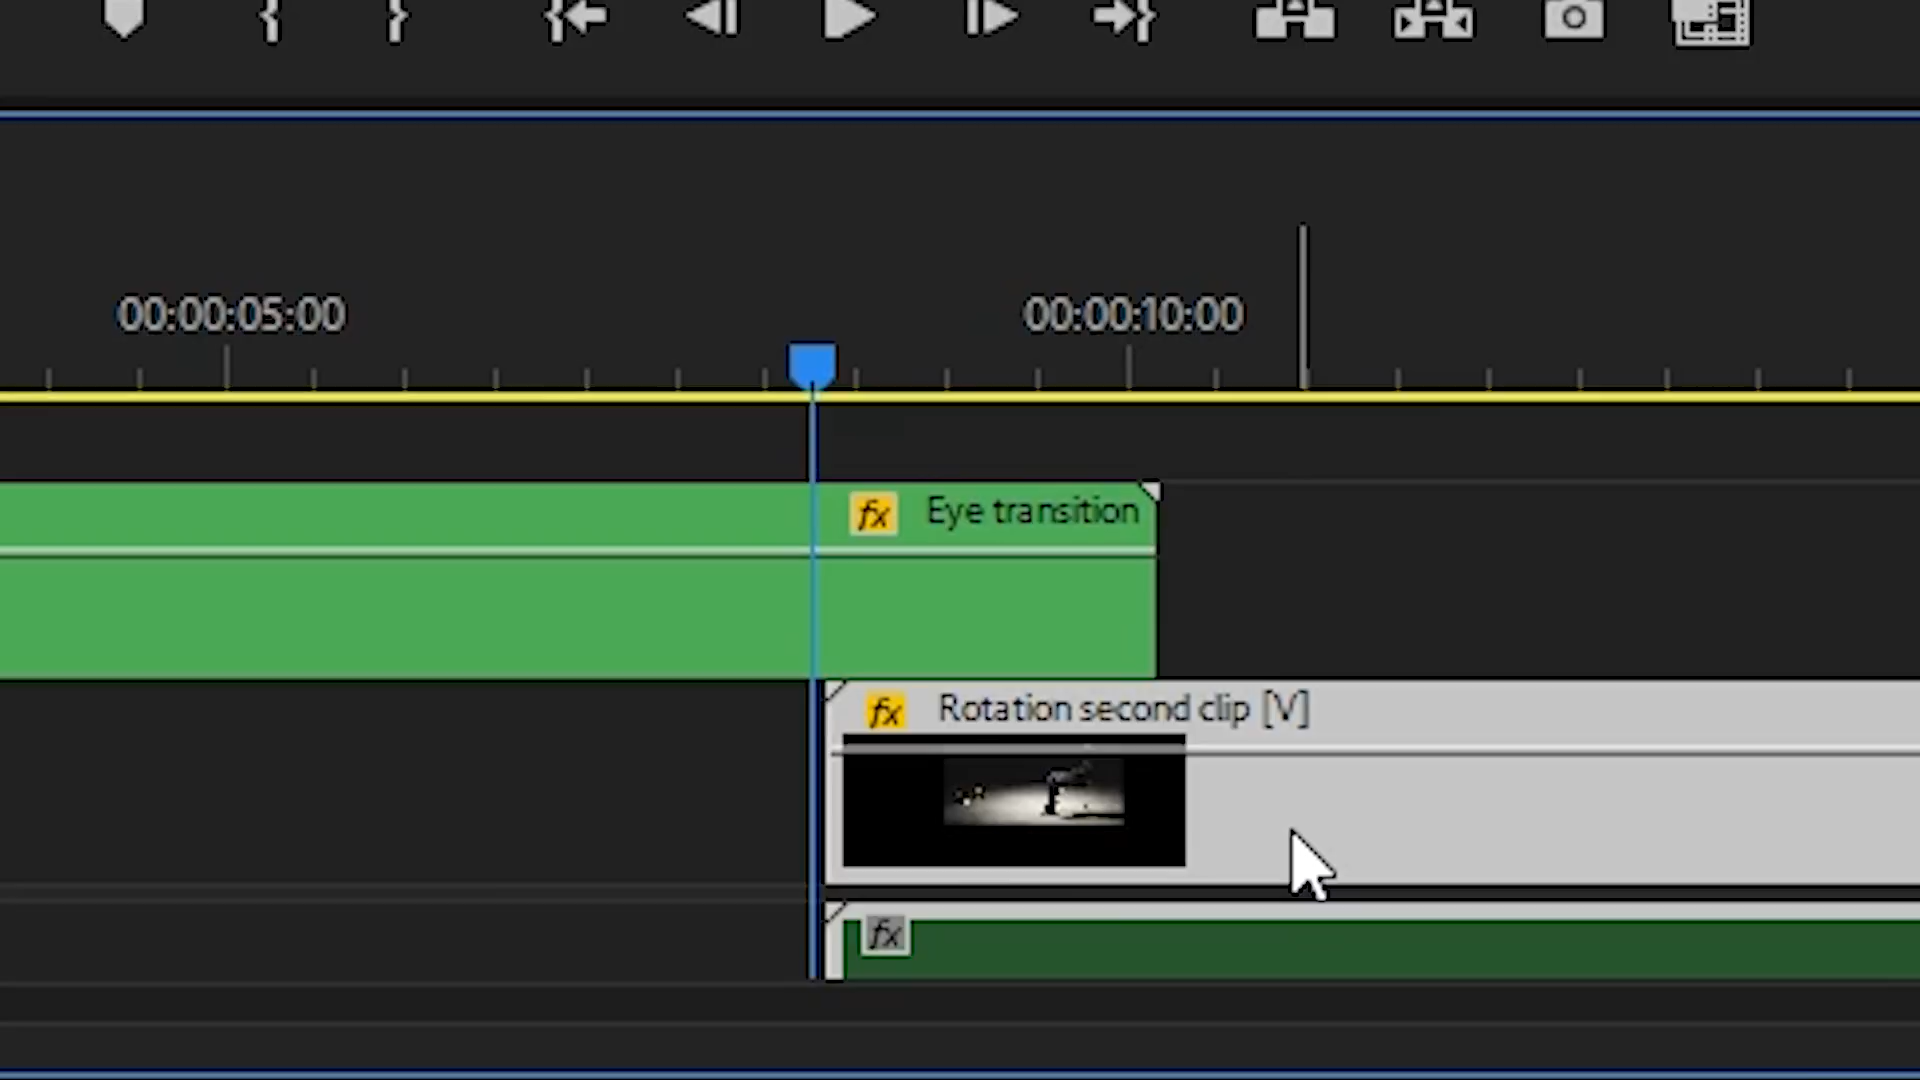 00:00:05:00 00:00:10:00
fx Eye transition
fx Rotation second clip [V]
fx